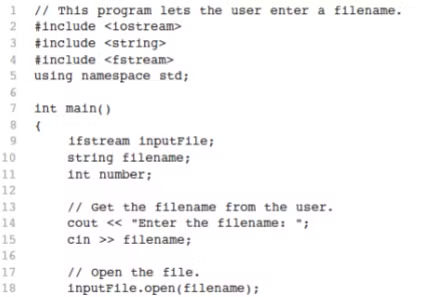 1 // This program lets the user enter a filename.
2 #include <iostream>
3 #include <string>
4 #include <fstream>
5 using namespace std;
6
7 int main()
8 {
9 ifstream inputFile;
10 string filename;
11 int number;
12
13 // Get the filename from the user.
14 cout << "Enter the filename: ";
15 cin >> filename;
16
17 // Open the file.
18 inputFile.open(filename);